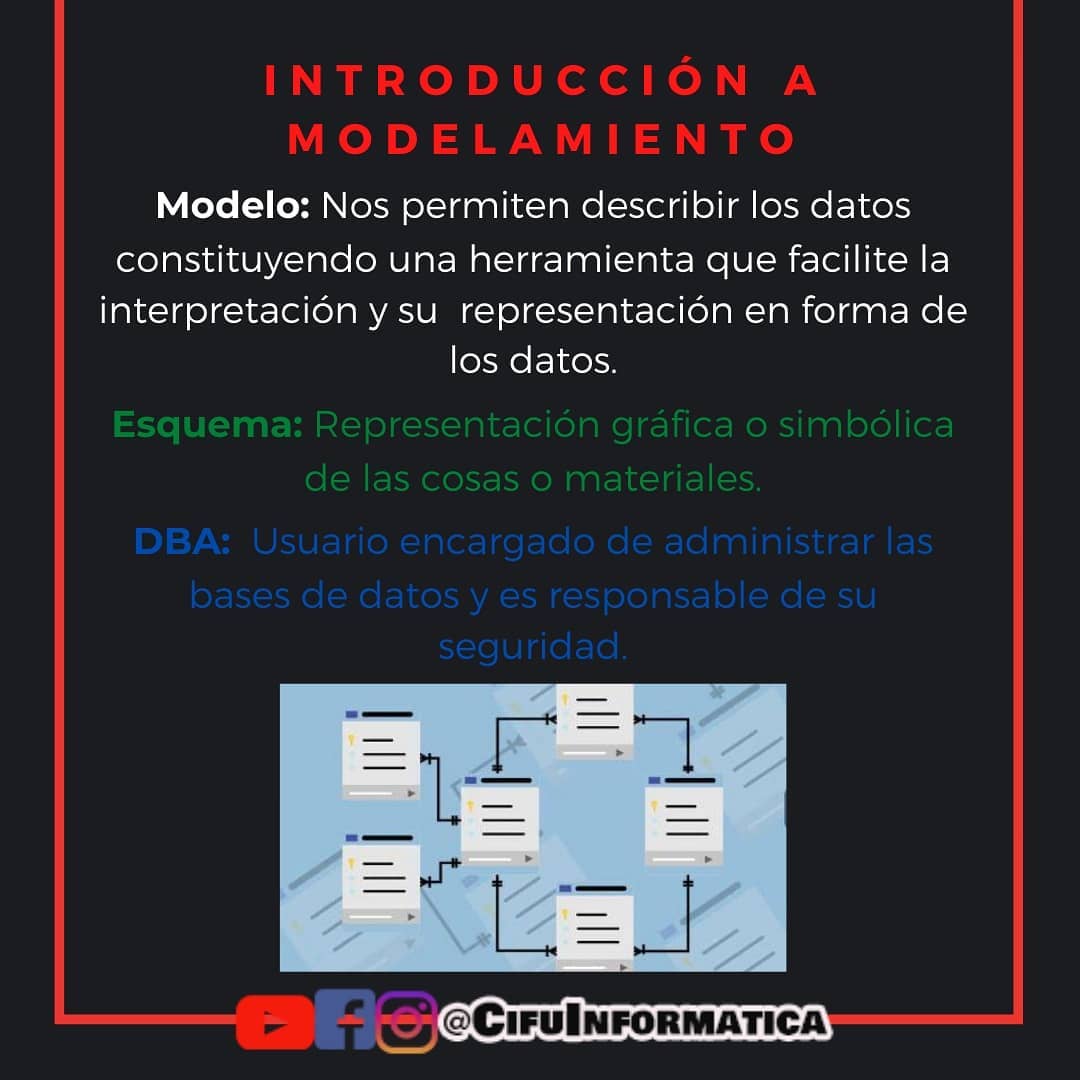 INTRODUCCIÓN A
MODELAMIENTO
Modelo: Nos permiten describir los datos
constituyendo una herramienta que facilite la
interpretación y su representación en forma de
los datos.
Esquema: Representación gráfica o simbólica
de las cosas o materiales.
DBA: Usuario encargado de administrar las
bases de datos y es responsable de su
seguridad.
@CIFUINFORMATICA